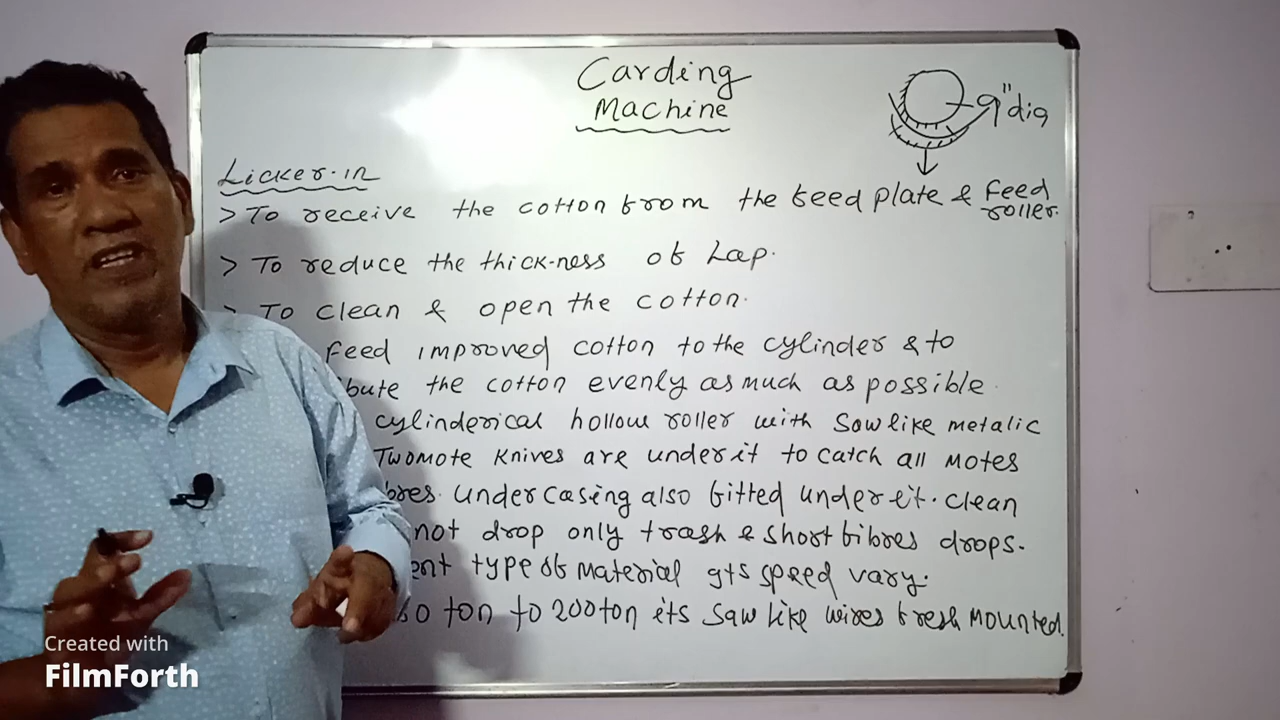 Carding
Machine
9" dia
Licker-in
> To receive the cotton from the feed plate & feed roller.
> To reduce the thick-ness of Lap.
> To clean & open the cotton.
feed improved cotton to the cylinder & to
bute the cotton evenly as much as possible.
cylinderical hollow roller with Sawlike metalic
Two mote knives are under it to catch all motes
bres. Undercasing also fitted under it. clean
not drop only trash & short fibres drops.
ent type of material gts speed vary.
50 ton to 200 ton its Saw like wires fresh mounted.
Created with
FilmForth